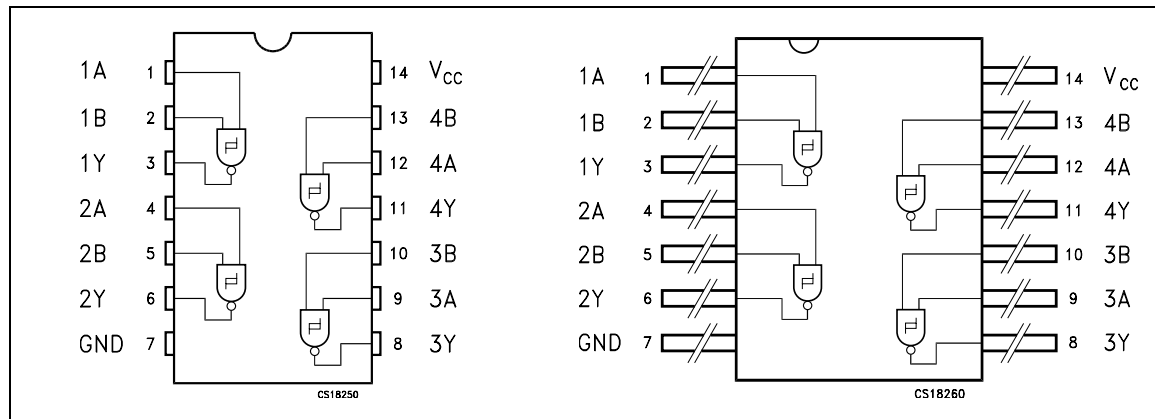 1A 1 14 VCC
1B 2 13 4B
1Y 3 12 4A
2A 4 11 4Y
2B 5 10 3B
2Y 6 9 3A
GND 7 8 3Y
CS18250
1A 1 14 VCC
1B 2 13 4B
1Y 3 12 4A
2A 4 11 4Y
2B 5 10 3B
2Y 6 9 3A
GND 7 8 3Y
CS18260